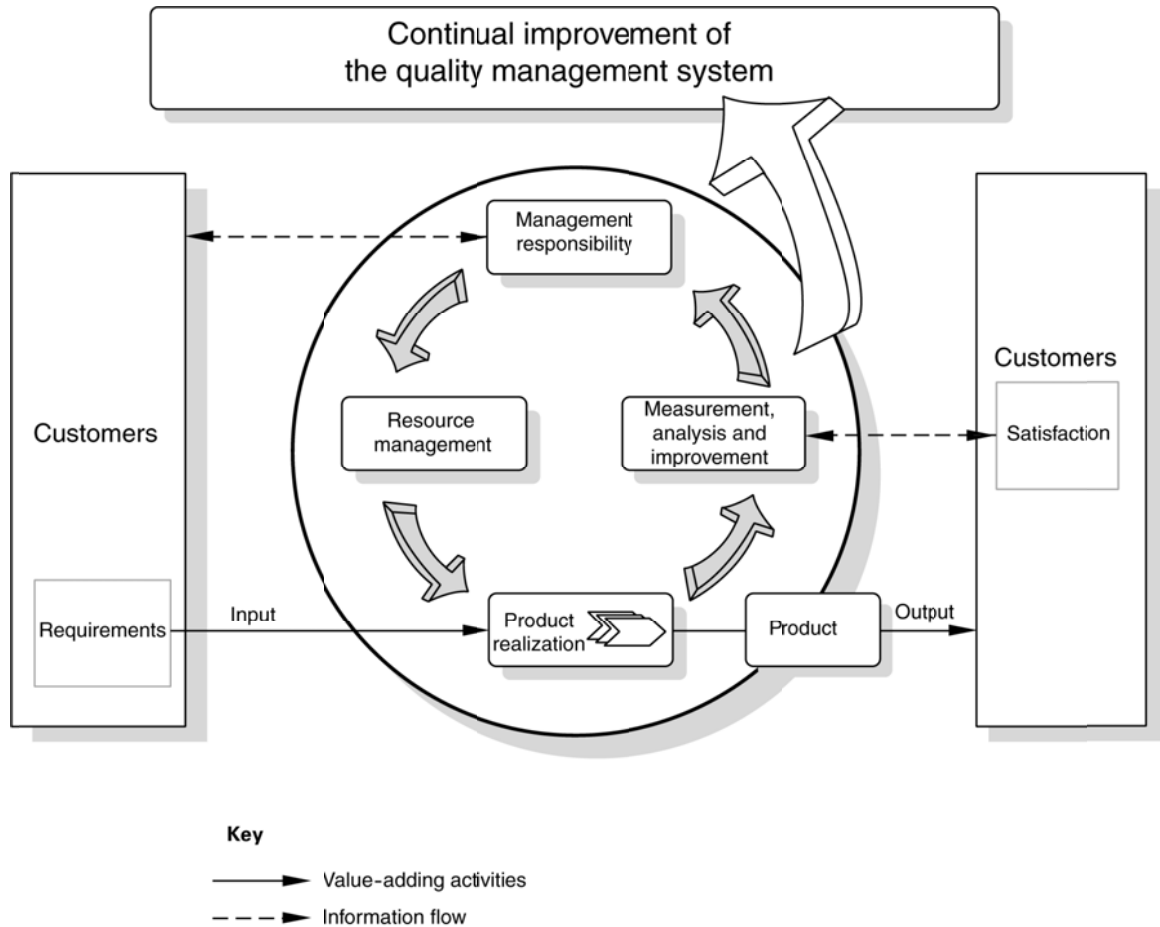 Continual improvement of
the quality management system
Management
responsibility
Customers
Resource
management
Measurement,
analysis and
improvement
Customers
Satisfaction
Requirements
Input
Product
realization
Product
Output
Key
Value-adding activities
Information flow